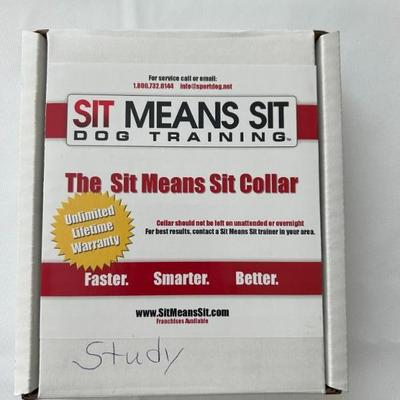 For service call or email:
1.800.732.0144 info@sportdog.net
SIT MEANS SIT
DOG TRAINING™
The Sit Means Sit Collar
Unlimited
Lifetime
Warranty
Collar should not be left on unattended or overnight
For best results, contact a Sit Means Sit trainer in your area.
Faster. Smarter. Better.
www.SitMeansSit.com
Franchises Available
Study